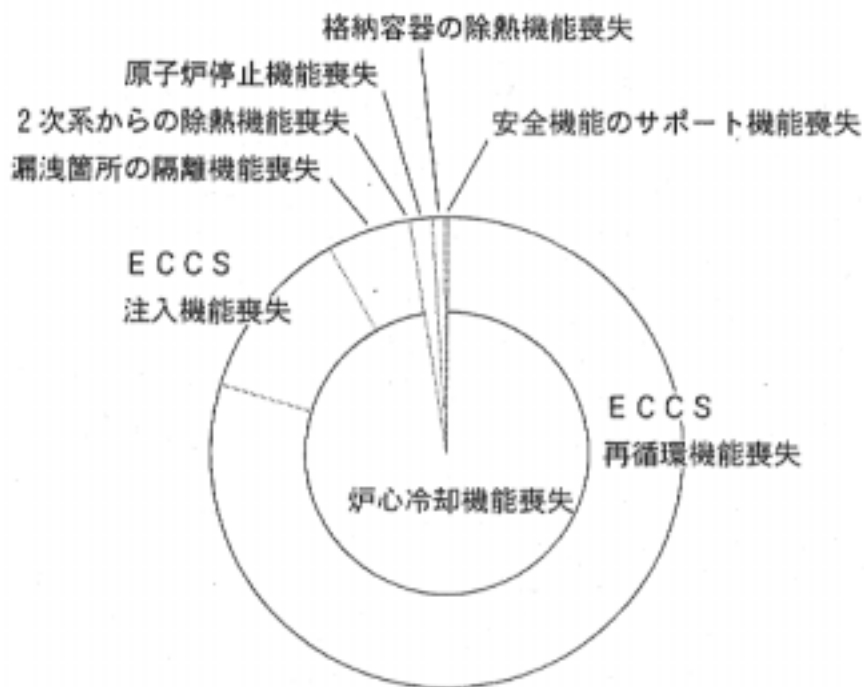 格納容器の除熱機能喪失
原子炉停止機能喪失
2次系からの除熱機能喪失
安全機能のサポート機能喪失
漏洩箇所の隔離機能喪失
ECCS
注入機能喪失
ECCS
再循環機能喪失
炉心冷却機能喪失